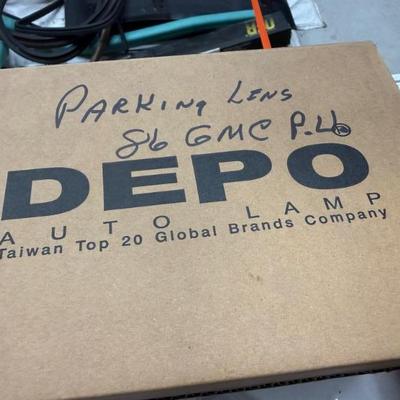 PARKING LENS
86 GMC P.U.
DEPO®
AUTO LAMP
Taiwan Top 20 Global Brands Company